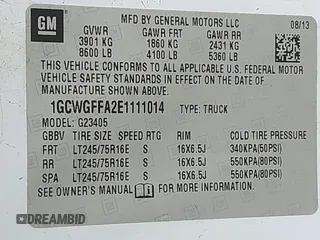 GM
MFD BY GENERAL MOTORS LLC
08/13
GVWR GAWR FRT GAWR RR
3901 KG 1860 KG 2431 KG
8600 LB 4100 LB 5360 LB
THIS VEHICLE CONFORMS TO ALL APPLICABLE U.S. FEDERAL MOTOR
VEHICLE SAFETY STANDARDS IN EFFECT ON THE DATE OF
MANUFACTURE SHOWN ABOVE.
1GCWGFFA2E1111014 TYPE: TRUCK
MODEL: G23405
GBBV TIRE SIZE SPEED RTG RIM COLD TIRE PRESSURE
FRT LT245/75R16E S 16X6.5J 340KPA(50PSI)
RR LT245/75R16E S 16X6.5J 550KPA(80PSI)
SPA LT245/75R16E S 16X6.5J 550KPA(80PSI)
SEE OWNER'S MANUAL FOR ADDITIONAL INFORMATION.
DREAMBID